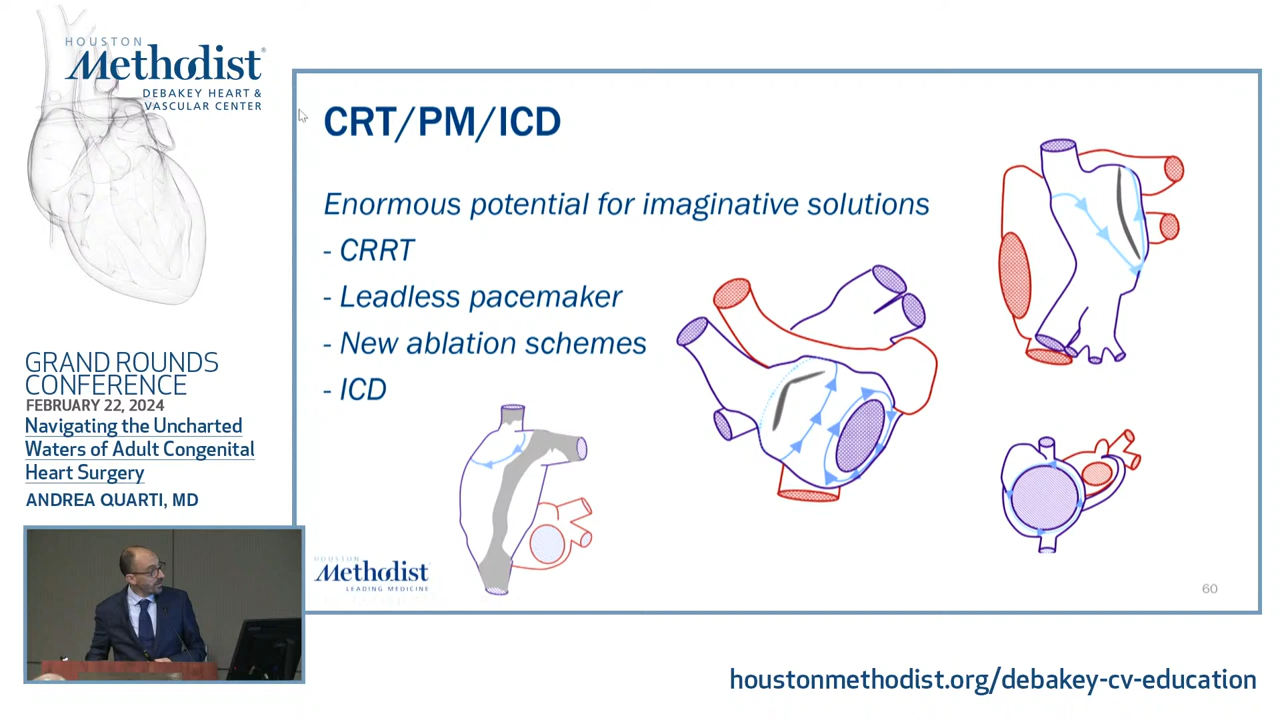 HOUSTON
Methodist
DEBAKEY HEART &
VASCULAR CENTER
GRAND ROUNDS
CONFERENCE
FEBRUARY 22, 2024
Navigating the Uncharted
Waters of Adult Congenital
Heart Surgery
ANDREA QUARTI, MD
CRT/PM/ICD
Enormous potential for imaginative solutions
- CRRT
- Leadless pacemaker
- New ablation schemes
- ICD
HOUSTON
Methodist
LEADING MEDICINE
60
houstonmethodist.org/debakey-cv-education